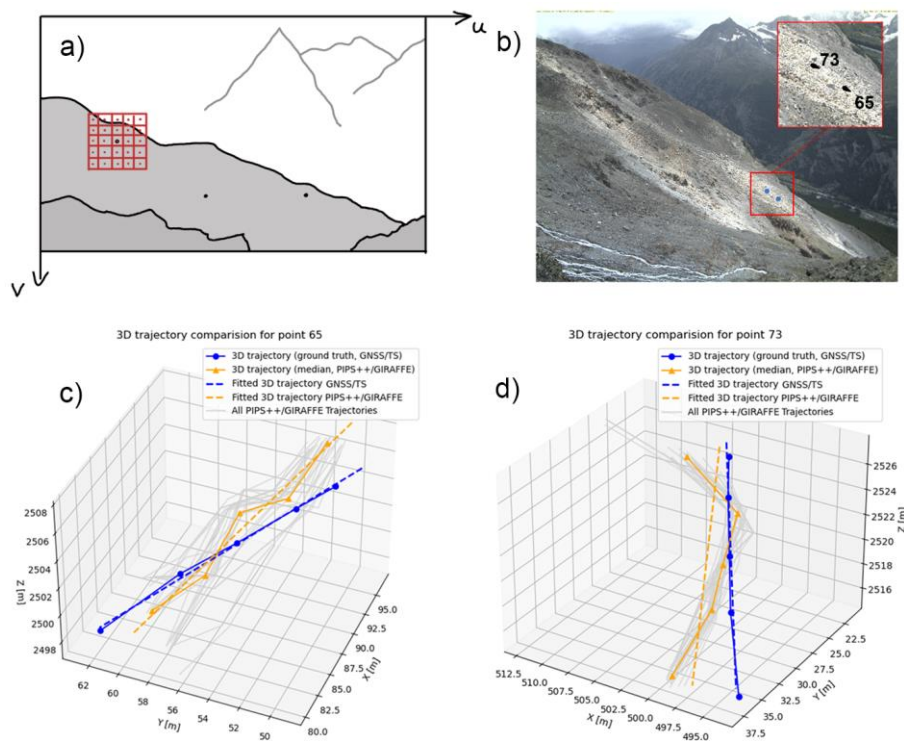 a)
u
v
b)
73
65
3D trajectory comparision for point 65
c)
3D trajectory (ground truth, GNSS/TS)
3D trajectory (median, PIPS++/GIRAFFE)
Fitted 3D trajectory GNSS/TS
Fitted 3D trajectory PIPS++/GIRAFFE
All PIPS++/GIRAFFE Trajectories
2508
2506
2504
2502
2500
2498
Z [m]
62
60
58
56
54
52
50
Y [m]
80.0
82.5
85.0
87.5
90.0
92.5
95.0
X [m]
3D trajectory comparision for point 73
d)
3D trajectory (ground truth, GNSS/TS)
3D trajectory (median, PIPS++/GIRAFFE)
Fitted 3D trajectory GNSS/TS
Fitted 3D trajectory PIPS++/GIRAFFE
All PIPS++/GIRAFFE Trajectories
2526
2524
2522
2520
2518
2516
Z [m]
512.5
510.0
507.5
505.0
502.5
500.0
497.5
495.0
X [m]
22.5
25.0
27.5
30.0
32.5
35.0
37.5
Y [m]